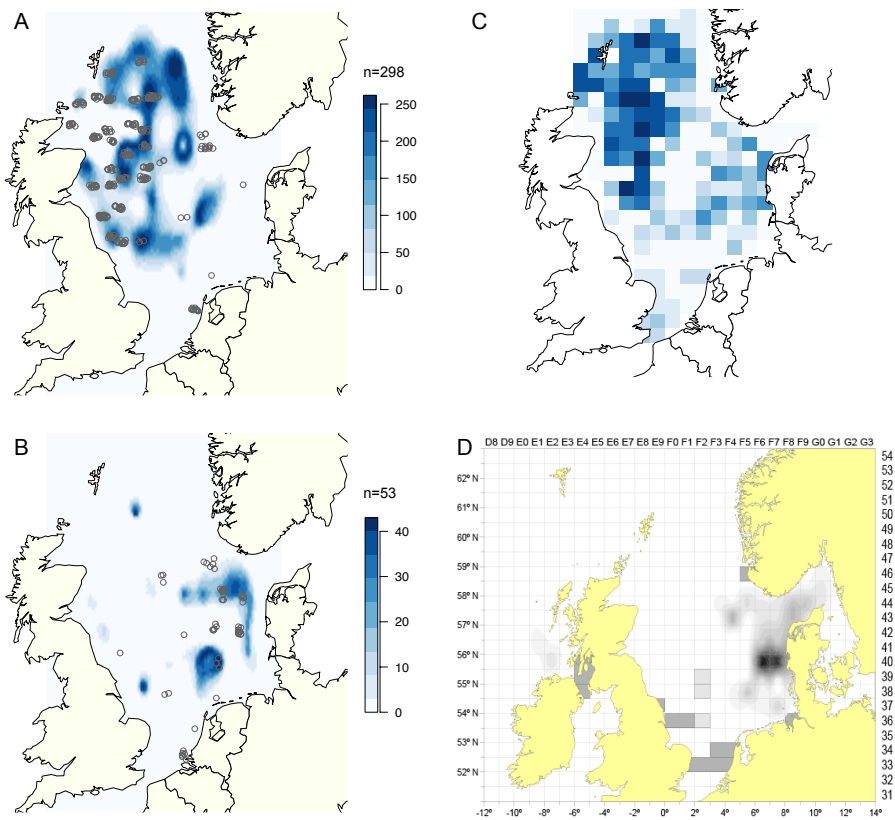 A
n=298
250
200
150
100
50
0
C
B
n=53
40
30
20
10
0
D
D8 D9 E0 E1 E2 E3 E4 E5 E6 E7 E8 E9 F0 F1 F2 F3 F4 F5 F6 F7 F8 F9 G0 G1 G2 G3
62° N
61° N
60° N
59° N
58° N
57° N
56° N
55° N
54° N
53° N
52° N
54
53
52
51
50
49
48
47
46
45
44
43
42
41
40
39
38
37
36
35
34
33
32
31
-12° -10° -8° -6° -4° -2° 0° 2° 4° 6° 8° 10° 12° 14°